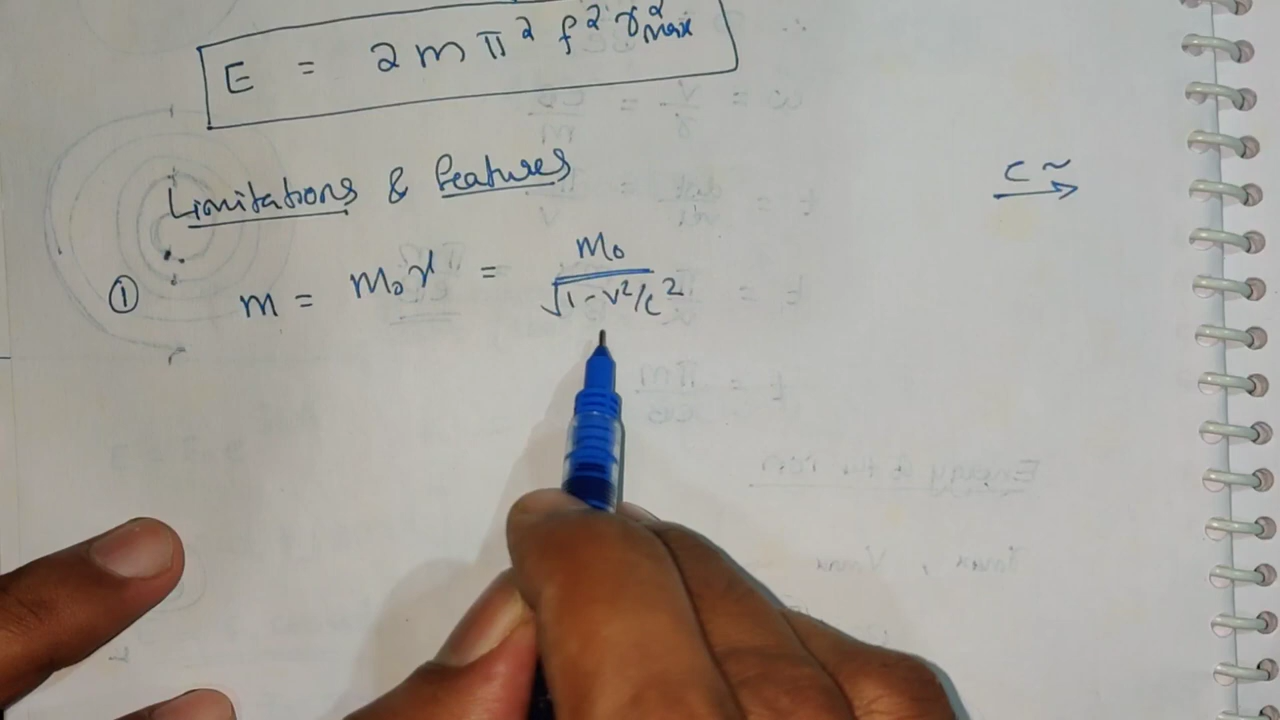 E = 2 m π² f² r²max
Limitations & features
C ~
① m = m₀γ = m₀ / √1 - v²/c²